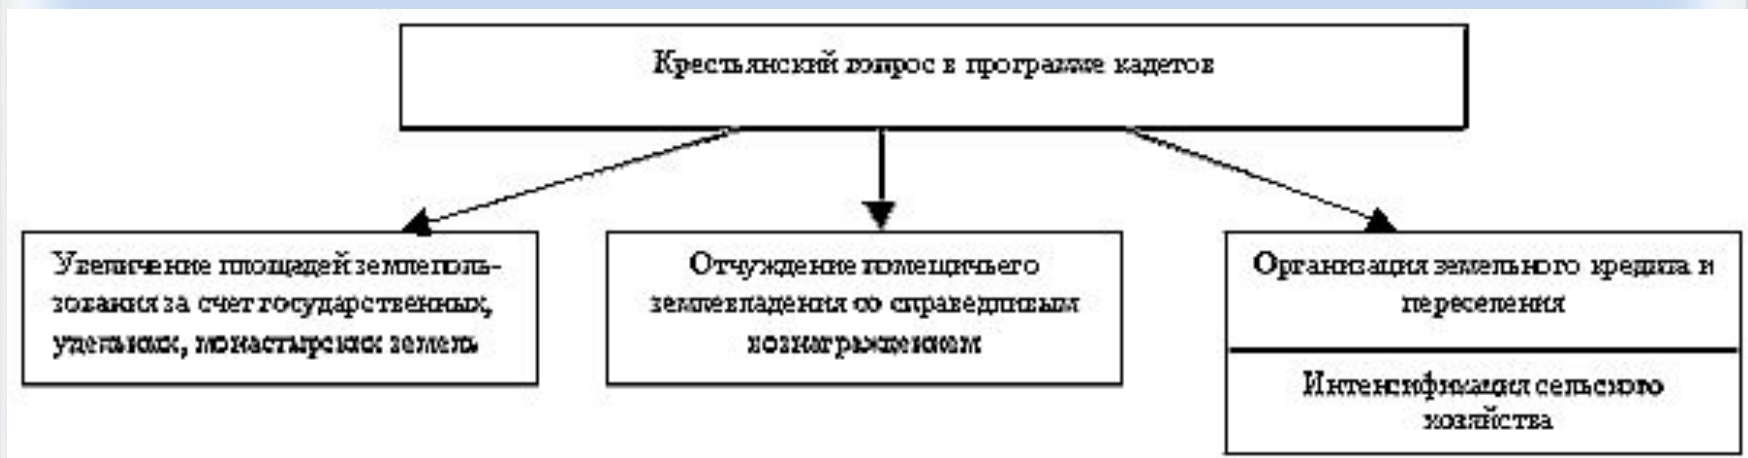 Крестьянский вопрос в программе кадетов
Увеличение площадей землеполь-
зования за счет государственных,
удельных, монастырских земель
Отчуждение помещичьего
землевладения со справедливым
вознаграждением
Организация земельного кредита и
переселения
Интенсификация сельского
хозяйства